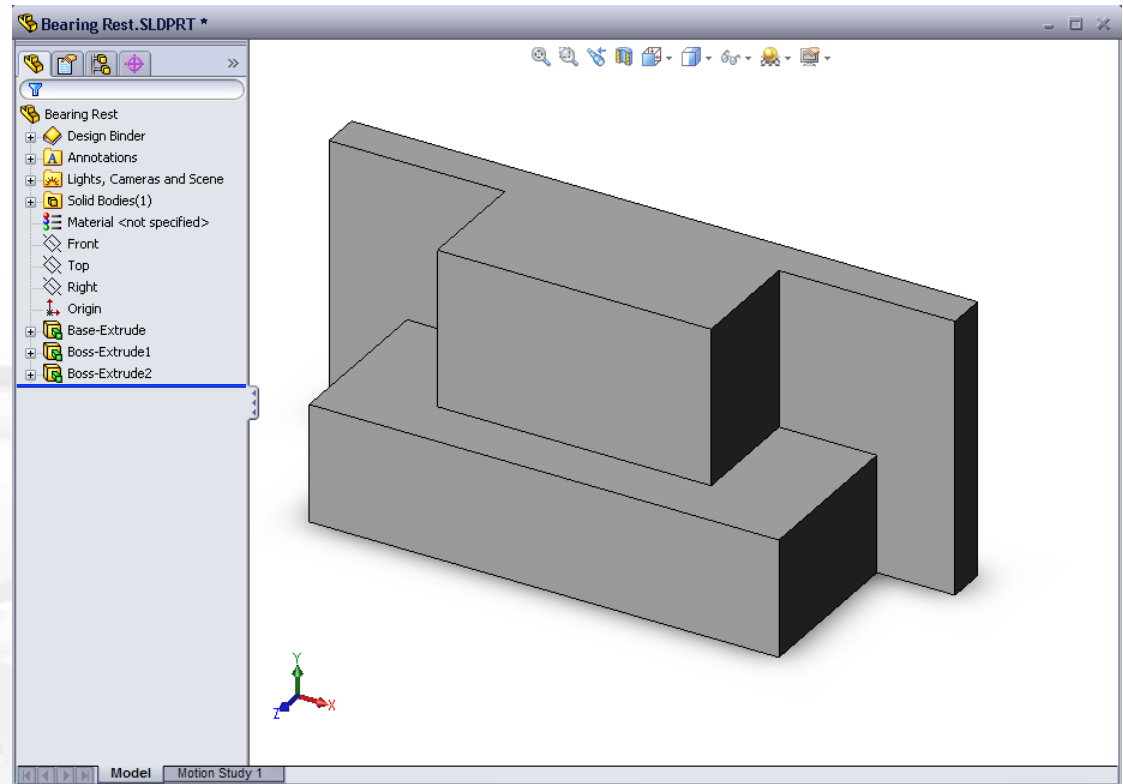 Bearing Rest.SLDPRT *
»
Bearing Rest
Design Binder
A Annotations
Lights, Cameras and Scene
Solid Bodies(1)
Material <not specified>
Front
Top
Right
Origin
Base-Extrude
Boss-Extrude1
Boss-Extrude2
Y
X
Z
Model Motion Study 1